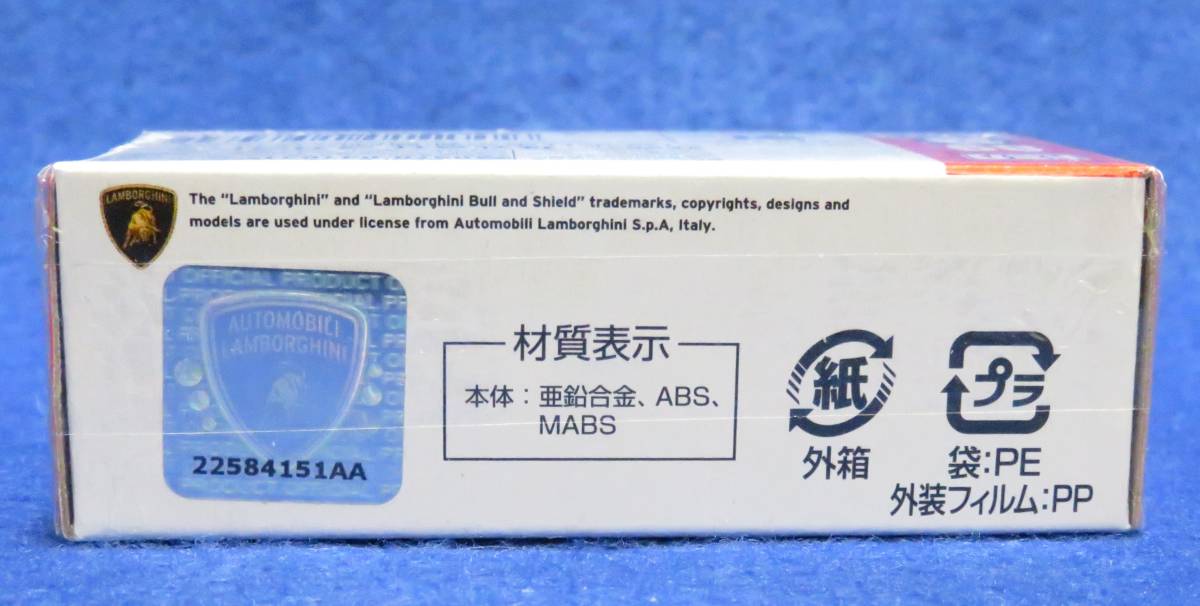 LAMBORGHINI
The “Lamborghini” and “Lamborghini Bull and Shield” trademarks, copyrights, designs and
models are used under license from Automobili Lamborghini S.p.A, Italy.
OFFICIAL PRODUCT
AUTOMOBILI
LAMBORGHINI
22584151AA
材質表示
本体：亜鉛合金、ABS、
MABS
紙
外箱
プラ
袋:PE
外装フィルム:PP